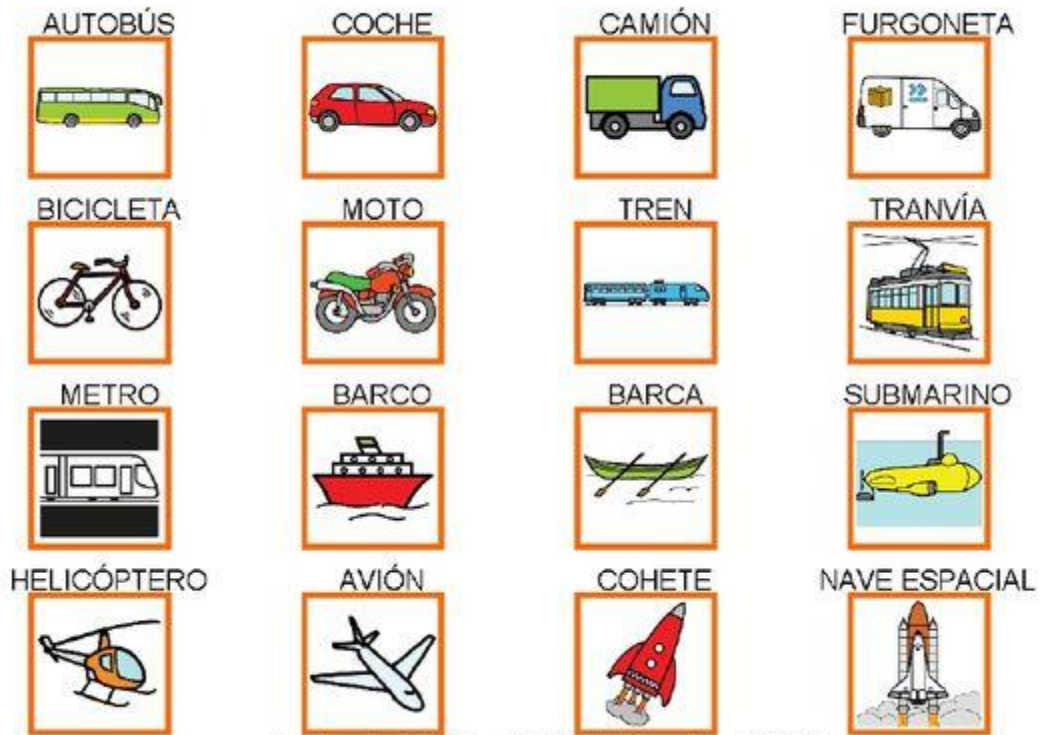 AUTOBÚS COCHE CAMIÓN FURGONETA
BICICLETA MOTO TREN TRANVÍA
METRO BARCO BARCA SUBMARINO
HELICÓPTERO AVIÓN COHETE NAVE ESPACIAL